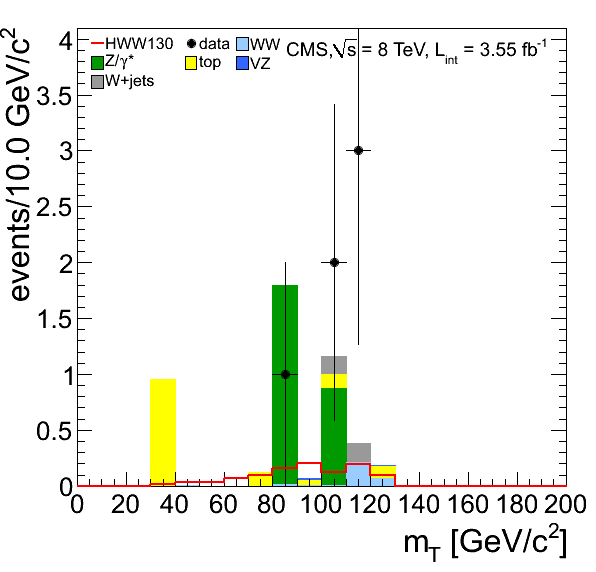 HWW130 data WW CMS,√s = 8 TeV, L_int = 3.55 fb⁻¹
Z/γ* top VZ
W+jets
events/10.0 GeV/c²
4
3.5
3
2.5
2
1.5
1
0.5
0
0 20 40 60 80 100 120 140 160 180 200
m_T [GeV/c²]